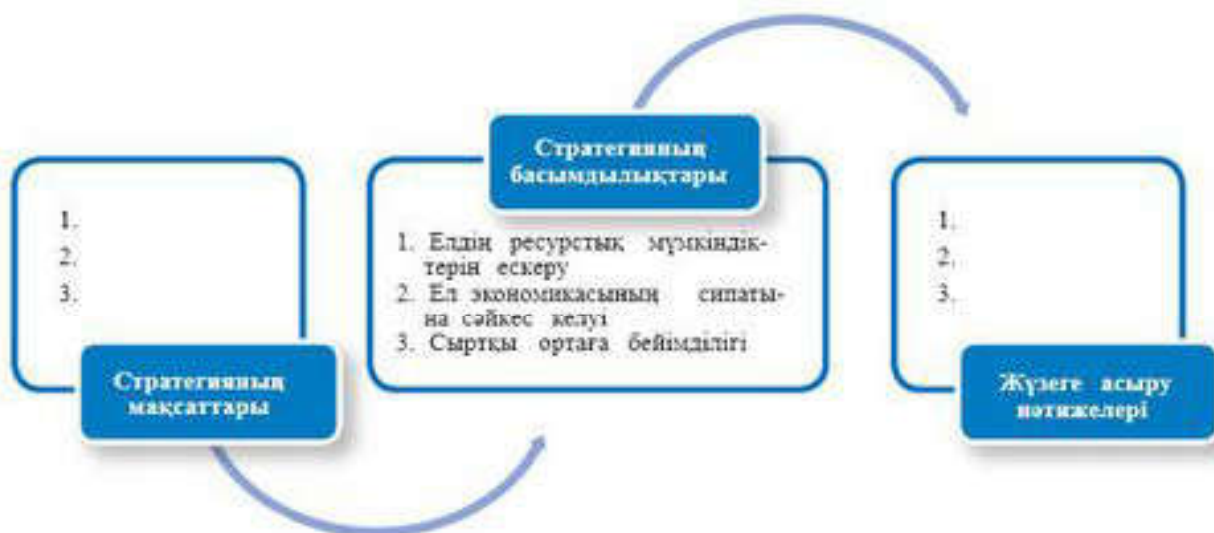 1.
2.
3.
Стратегияның
мақсаттары
Стратегияның
басымдылықтары
1. Елдің ресурстық мүмкіндік-
терін ескеру
2. Ел экономикасының сипаты-
на сәйкес келуі
3. Сыртқы ортаға бейімділігі
1.
2.
3.
Жүзеге асыру
нәтижелері